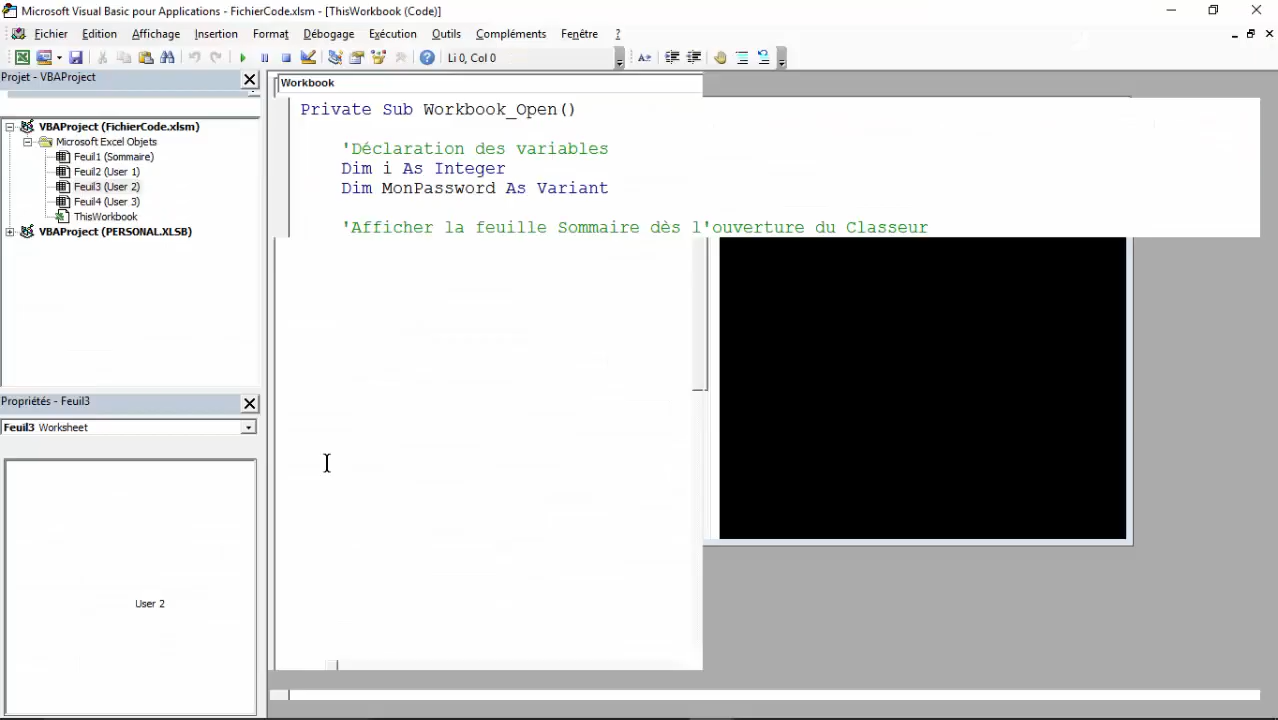 Microsoft Visual Basic pour Applications - FichierCode.xlsm - [ThisWorkbook (Code)]
Fichier Edition Affichage Insertion Format Débogage Exécution Outils Compléments Fenêtre ?
Li 0, Col 0
Projet - VBAProject
Workbook
VBAProject (FichierCode.xlsm)
Microsoft Excel Objets
Feuil1 (Sommaire)
Feuil2 (User 1)
Feuil3 (User 2)
Feuil4 (User 3)
ThisWorkbook
VBAProject (PERSONAL.XLSB)
Private Sub Workbook_Open()
'Déclaration des variables
Dim i As Integer
Dim MonPassword As Variant
'Afficher la feuille Sommaire dès l'ouverture du Classeur
Propriétés - Feuil3
Feuil3 Worksheet
User 2